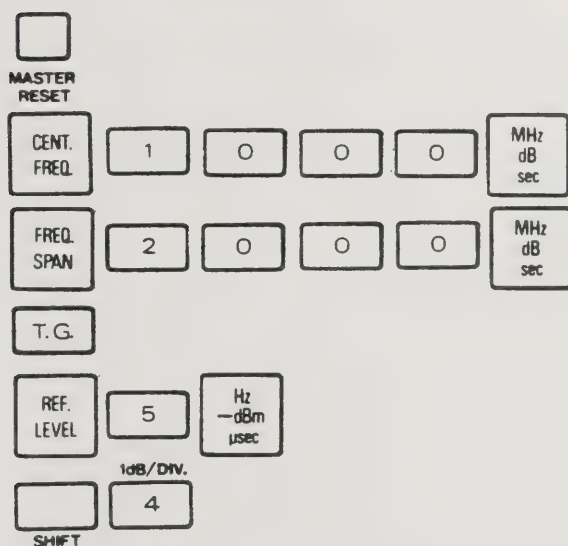 MASTER
RESET
CENT.
FREQ.
1
0
0
0
MHz
dB
sec
FREQ.
SPAN
2
0
0
0
MHz
dB
sec
T.G.
REF.
LEVEL
5
Hz
—dBm
µsec
1dB/DIV.
4
SHIFT